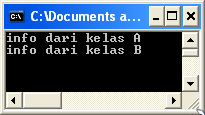 C:\Documents a...
info dari kelas A
info dari kelas B